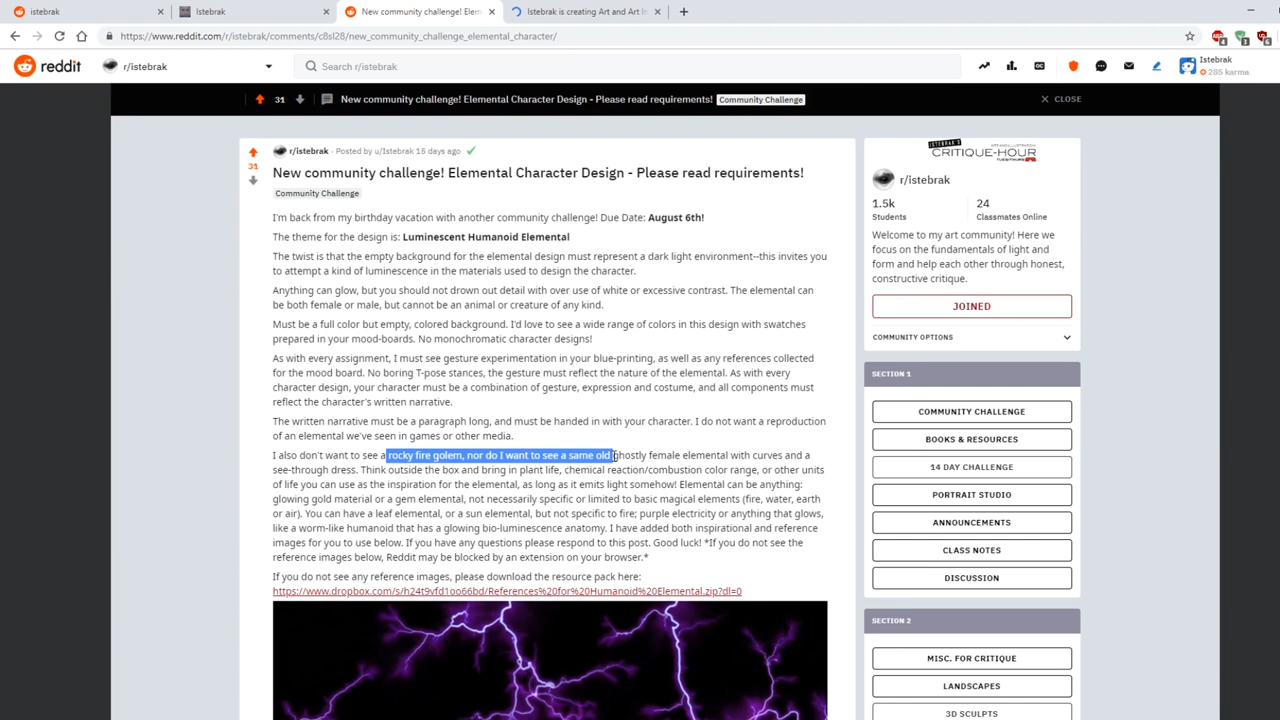 istebrak
Istebrak
New community challenge! Elem
Istebrak is creating Art and Art In
https://www.reddit.com/r/istebrak/comments/c8sl28/new_community_challenge_elemental_character/
reddit
r/istebrak
Search r/istebrak
Istebrak
285 karma
31
New community challenge! Elemental Character Design - Please read requirements!
Community Challenge
CLOSE
31
r/istebrak · Posted by u/Istebrak 15 days ago
New community challenge! Elemental Character Design - Please read requirements!
Community Challenge
I'm back from my birthday vacation with another community challenge! Due Date: August 6th!
The theme for the design is: Luminescent Humanoid Elemental
The twist is that the empty background for the elemental design must represent a dark light environment--this invites you
to attempt a kind of luminescence in the materials used to design the character.
Anything can glow, but you should not drown out detail with over use of white or excessive contrast. The elemental can
be both female or male, but cannot be an animal or creature of any kind.
Must be a full color but empty, colored background. I'd love to see a wide range of colors in this design with swatches
prepared in your mood-boards. No monochromatic character designs!
As with every assignment, I must see gesture experimentation in your blue-printing, as well as any references collected
for the mood board. No boring T-pose stances, the gesture must reflect the nature of the elemental. As with every
character design, your character must be a combination of gesture, expression and costume, and all components must
reflect the character's written narrative.
The written narrative must be a paragraph long, and must be handed in with your character. I do not want a reproduction
of an elemental we've seen in games or other media.
I also don't want to see a rocky fire golem, nor do I want to see a same old ghostly female elemental with curves and a
see-through dress. Think outside the box and bring in plant life, chemical reaction/combustion color range, or other units
of life you can use as the inspiration for the elemental, as long as it emits light somehow! Elemental can be anything:
glowing gold material or a gem elemental, not necessarily specific or limited to basic magical elements (fire, water, earth
or air). You can have a leaf elemental, or a sun elemental, but not specific to fire; purple electricity or anything that glows,
like a worm-like humanoid that has a glowing bio-luminescence anatomy. I have added both inspirational and reference
images for you to use below. If you have any questions please respond to this post. Good luck! *If you do not see the
reference images below, Reddit may be blocked by an extension on your browser.*
If you do not see any reference images, please download the resource pack here:
https://www.dropbox.com/s/h24t9vfd1oo66bd/References%20for%20Humanoid%20Elemental.zip?dl=0
ISTEBRAK'S
CRITIQUE-HOUR
r/istebrak
1.5k
Students
24
Classmates Online
Welcome to my art community! Here we
focus on the fundamentals of light and
form and help each other through honest,
constructive critique.
JOINED
COMMUNITY OPTIONS
SECTION 1
COMMUNITY CHALLENGE
BOOKS & RESOURCES
14 DAY CHALLENGE
PORTRAIT STUDIO
ANNOUNCEMENTS
CLASS NOTES
DISCUSSION
SECTION 2
MISC. FOR CRITIQUE
LANDSCAPES
3D SCULPTS